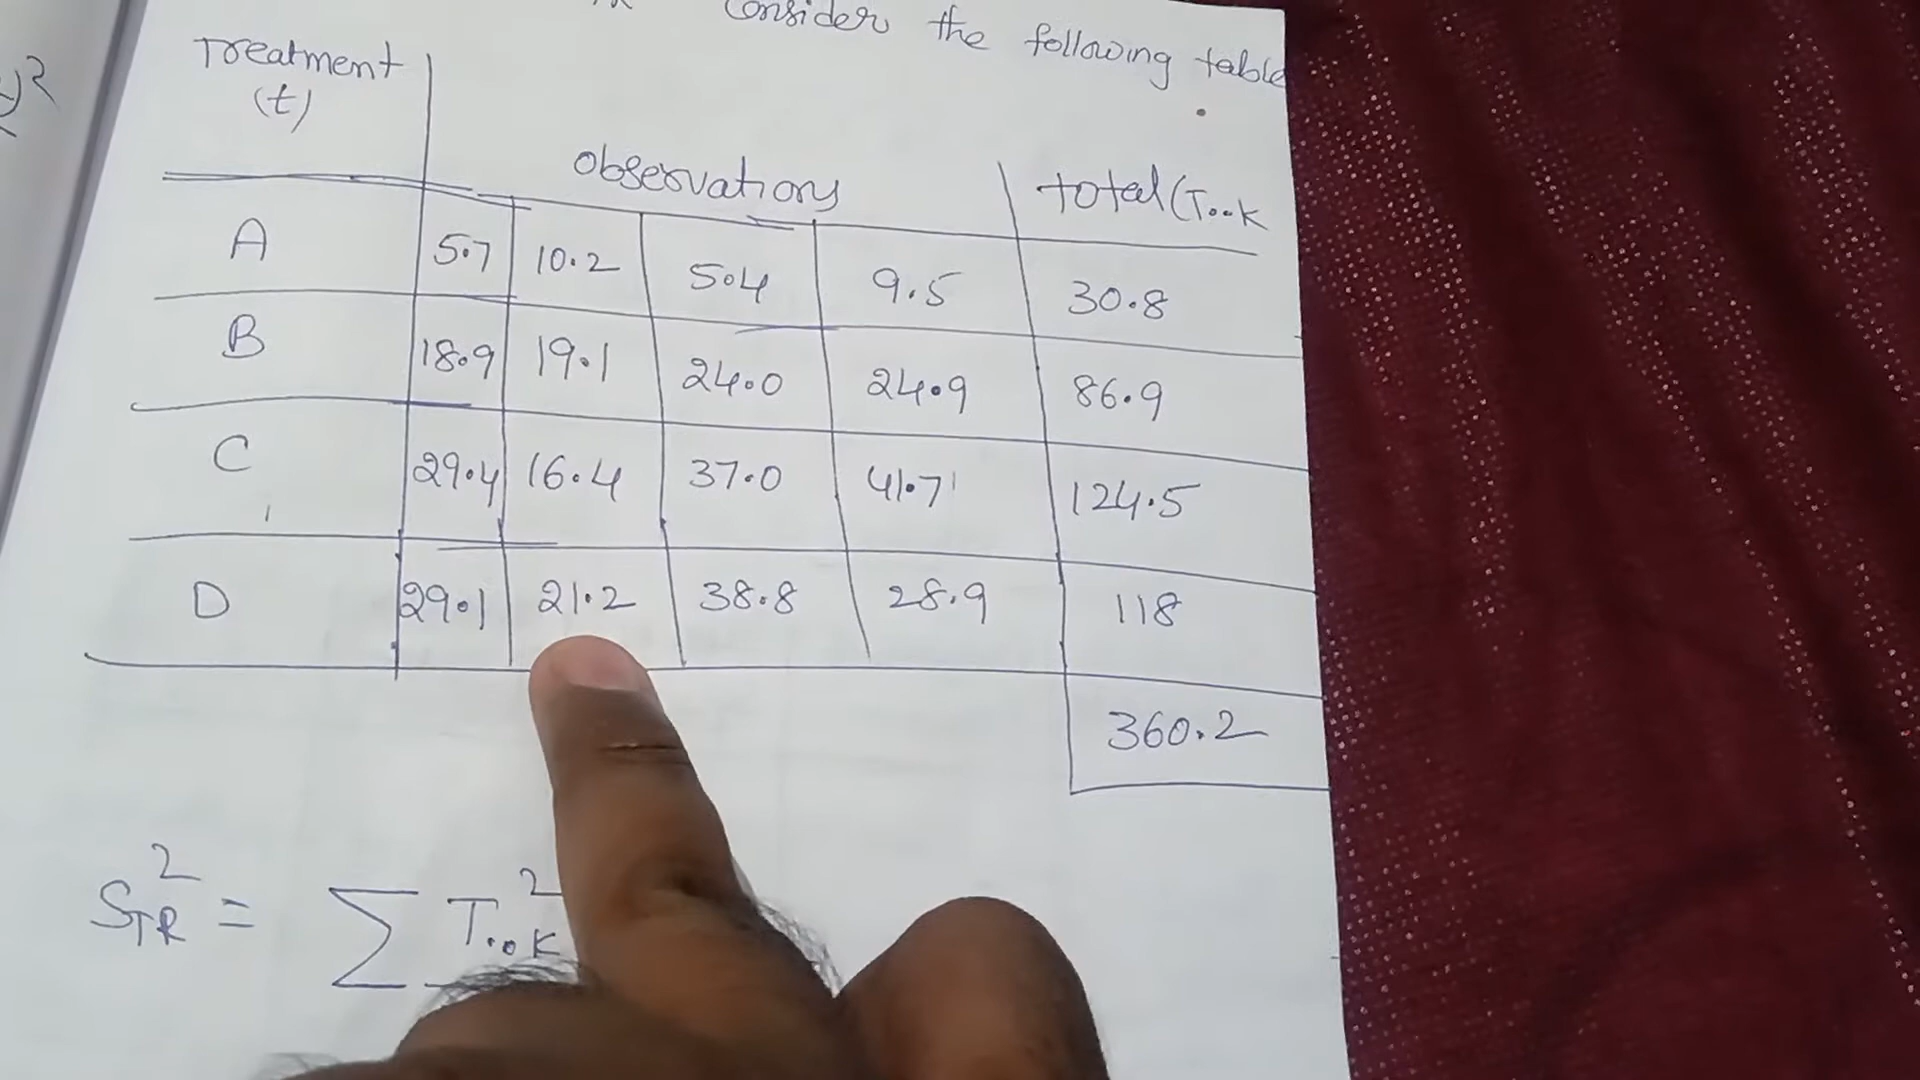 consider the following table
Treatment
(t)
observations
total (T..K
A 5.7 10.2 5.4 9.5 30.8
B 18.9 19.1 24.0 24.9 86.9
C 29.4 16.4 37.0 41.7 124.5
D 29.1 21.2 38.8 28.9 118
360.2
S²TR = ∑ T..K²